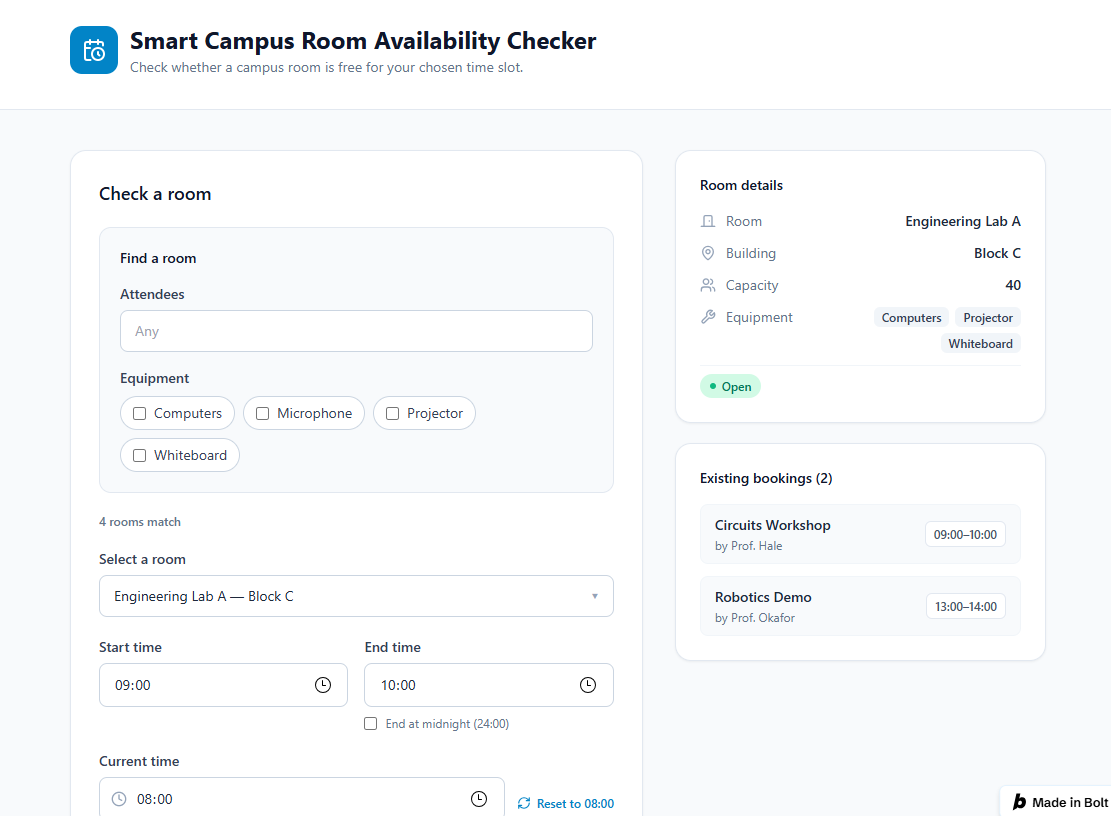 Smart Campus Room Availability Checker
Check whether a campus room is free for your chosen time slot.
Check a room
Find a room
Attendees
Any
Equipment
Computers
Microphone
Projector
Whiteboard
4 rooms match
Select a room
Engineering Lab A — Block C
Start time
End time
09:00
10:00
End at midnight (24:00)
Current time
08:00
Reset to 08:00
Room details
Room Engineering Lab A
Building Block C
Capacity 40
Equipment Computers Projector
Whiteboard
Open
Existing bookings (2)
Circuits Workshop
by Prof. Hale
09:00–10:00
Robotics Demo
by Prof. Okafor
13:00–14:00
b Made in Bolt